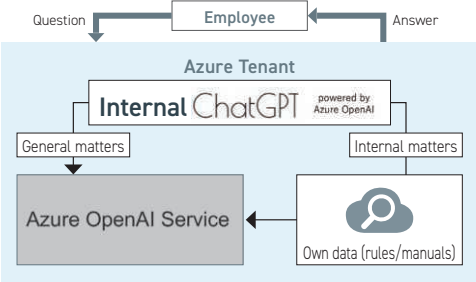 Question
Employee
Answer
Azure Tenant
Internal ChatGPT
powered by
Azure OpenAI
General matters
Internal matters
Azure OpenAI Service
Own data (rules/manuals)